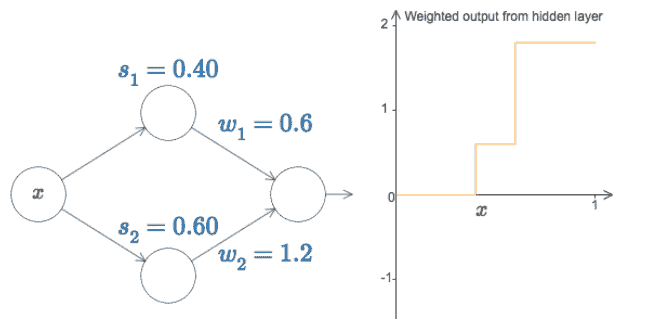 s₁ = 0.40
w₁ = 0.6
x
s₂ = 0.60
w₂ = 1.2
Weighted output from hidden layer
2
1
0
x
1
-1